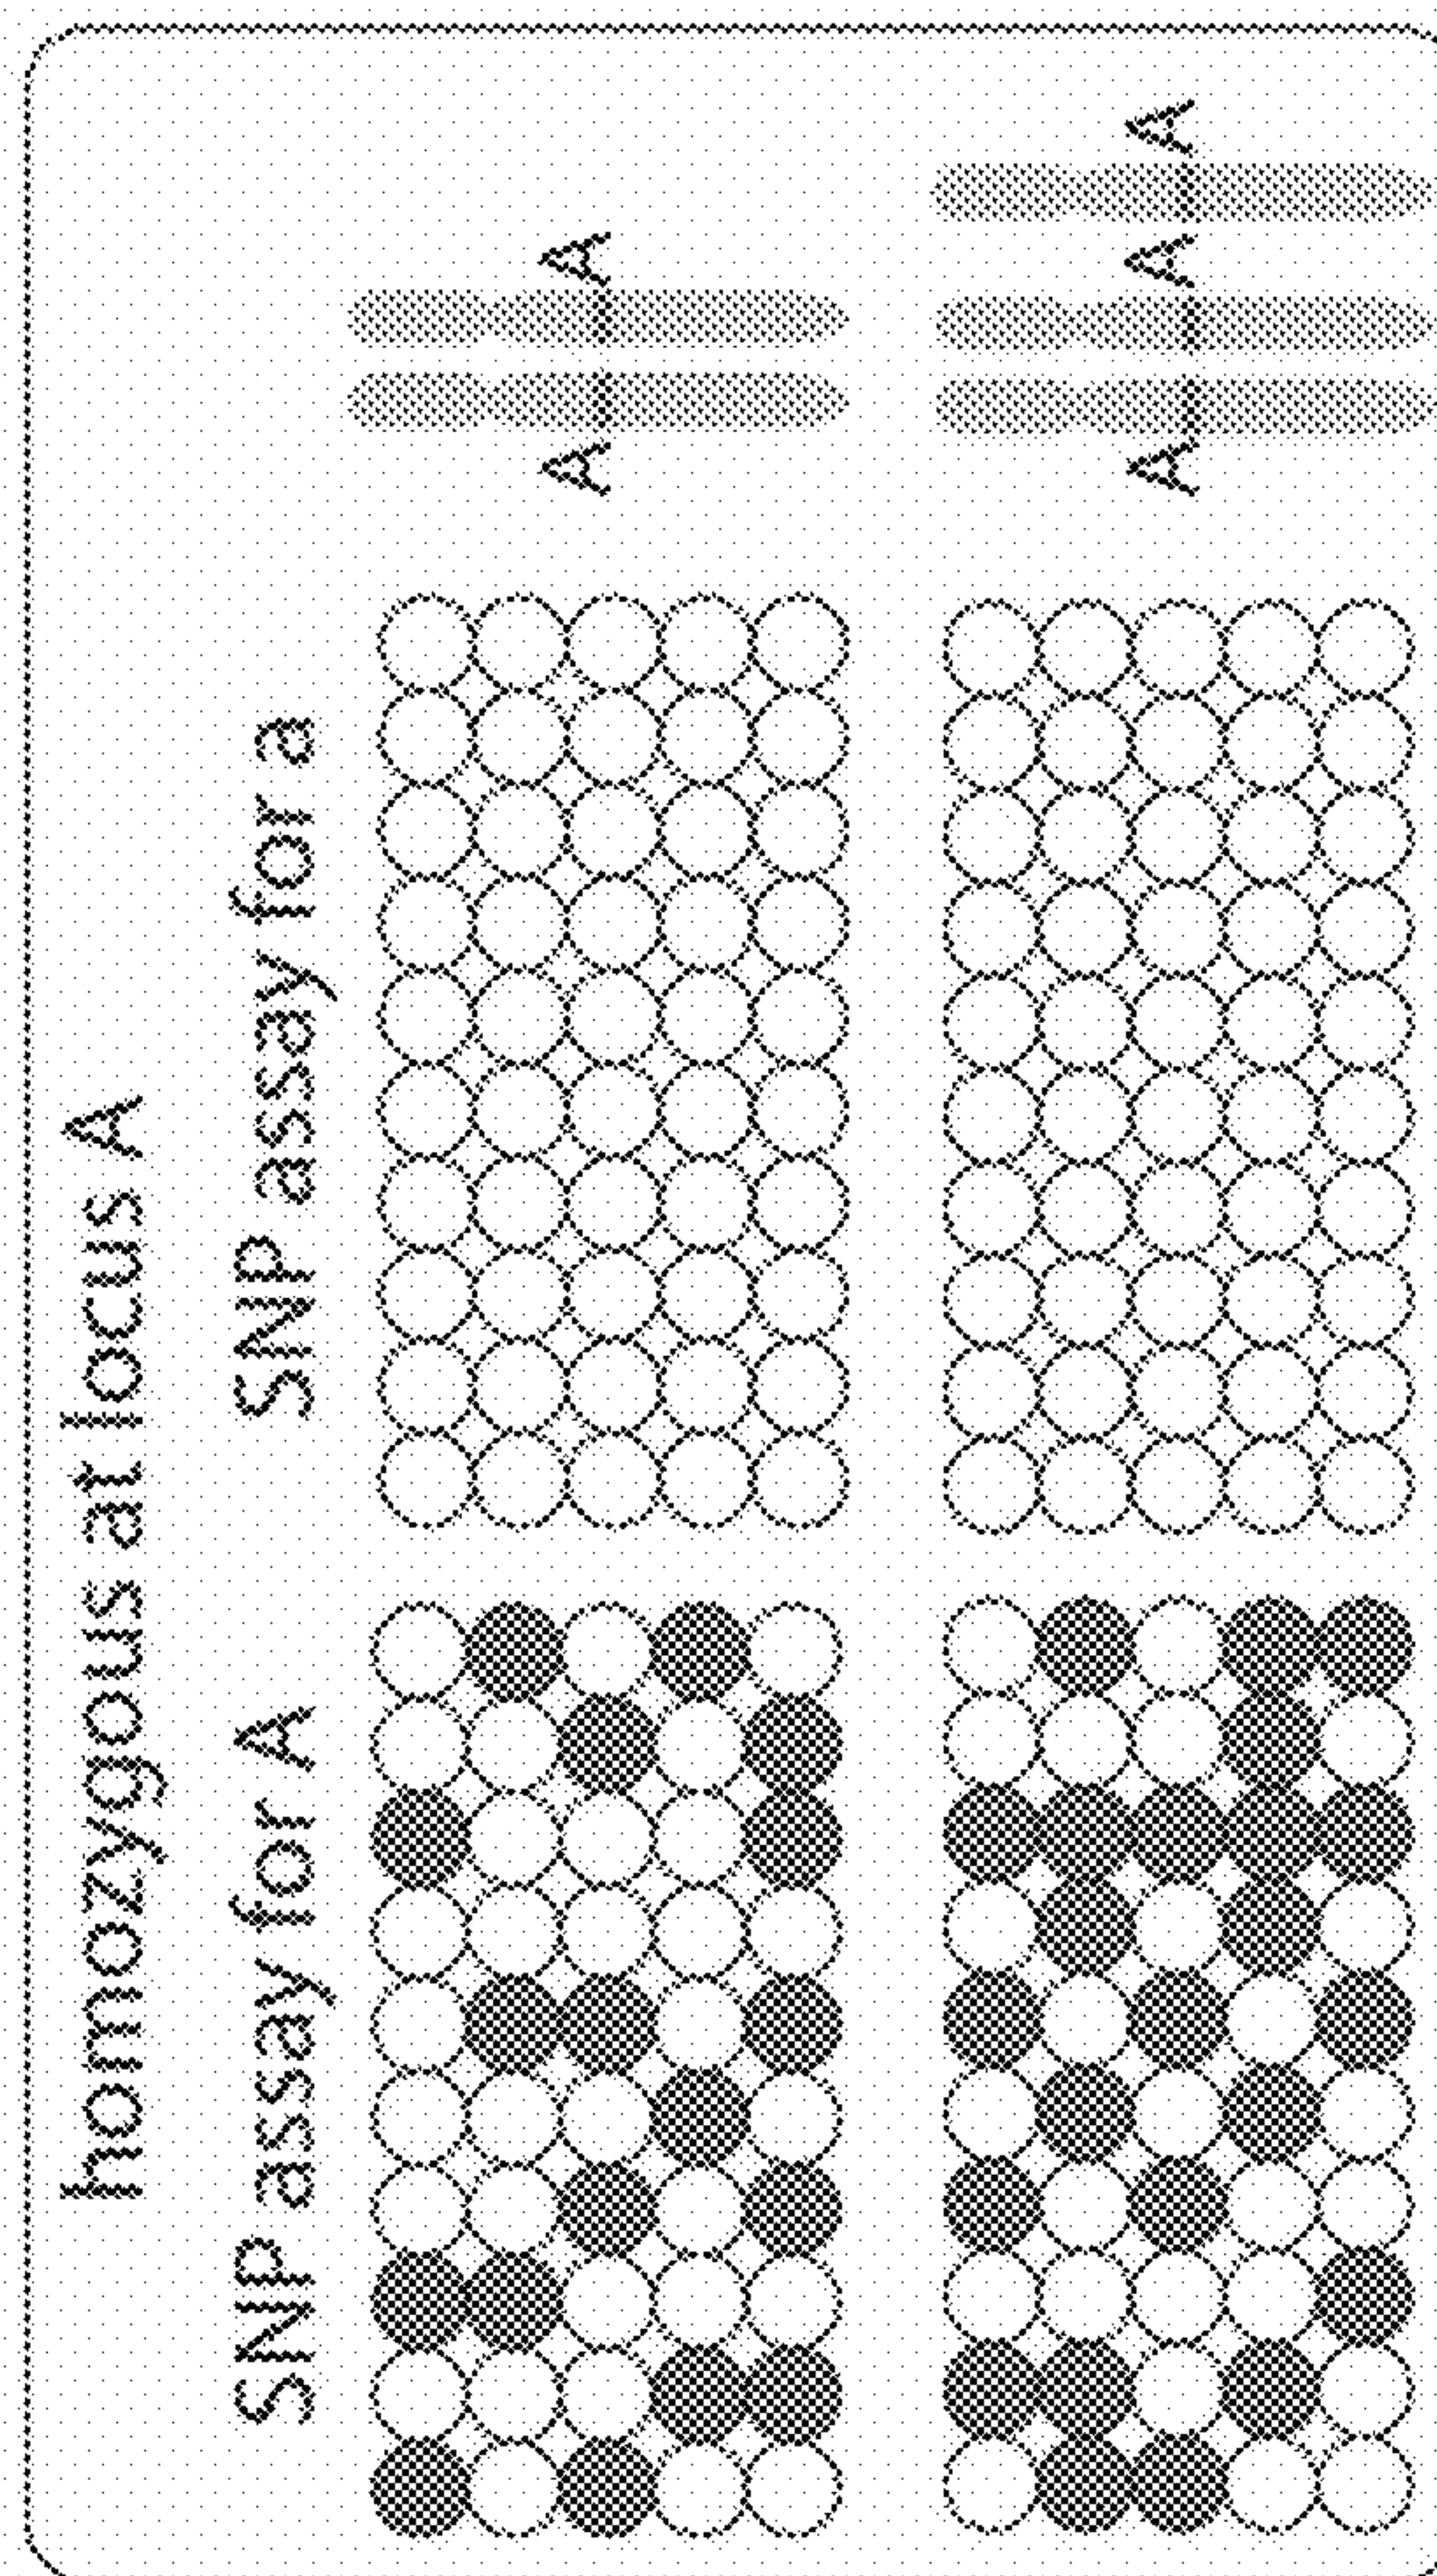 homozygous at locus A
SNP assay for A
SNP assay for a
A A
A A A